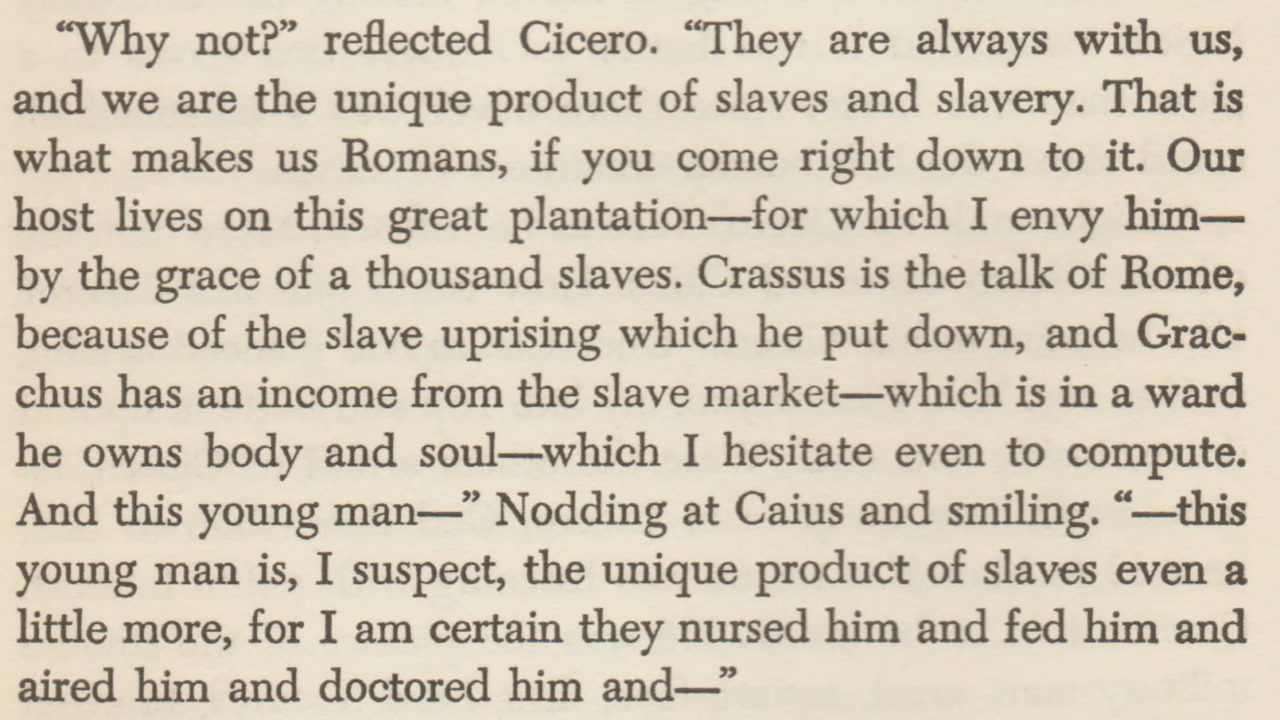 “Why not?” reflected Cicero. “They are always with us,
and we are the unique product of slaves and slavery. That is
what makes us Romans, if you come right down to it. Our
host lives on this great plantation—for which I envy him—
by the grace of a thousand slaves. Crassus is the talk of Rome,
because of the slave uprising which he put down, and Grac-
chus has an income from the slave market—which is in a ward
he owns body and soul—which I hesitate even to compute.
And this young man—” Nodding at Caius and smiling. “—this
young man is, I suspect, the unique product of slaves even a
little more, for I am certain they nursed him and fed him and
aired him and doctored him and—”